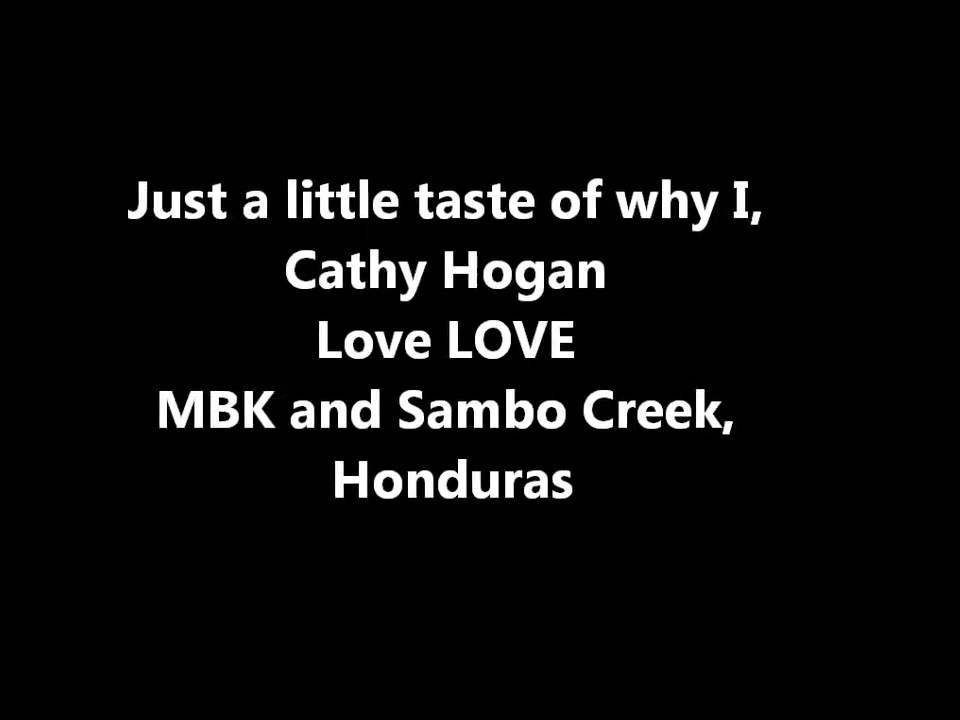 Just a little taste of why I,
Cathy Hogan
Love LOVE
MBK and Sambo Creek,
Honduras